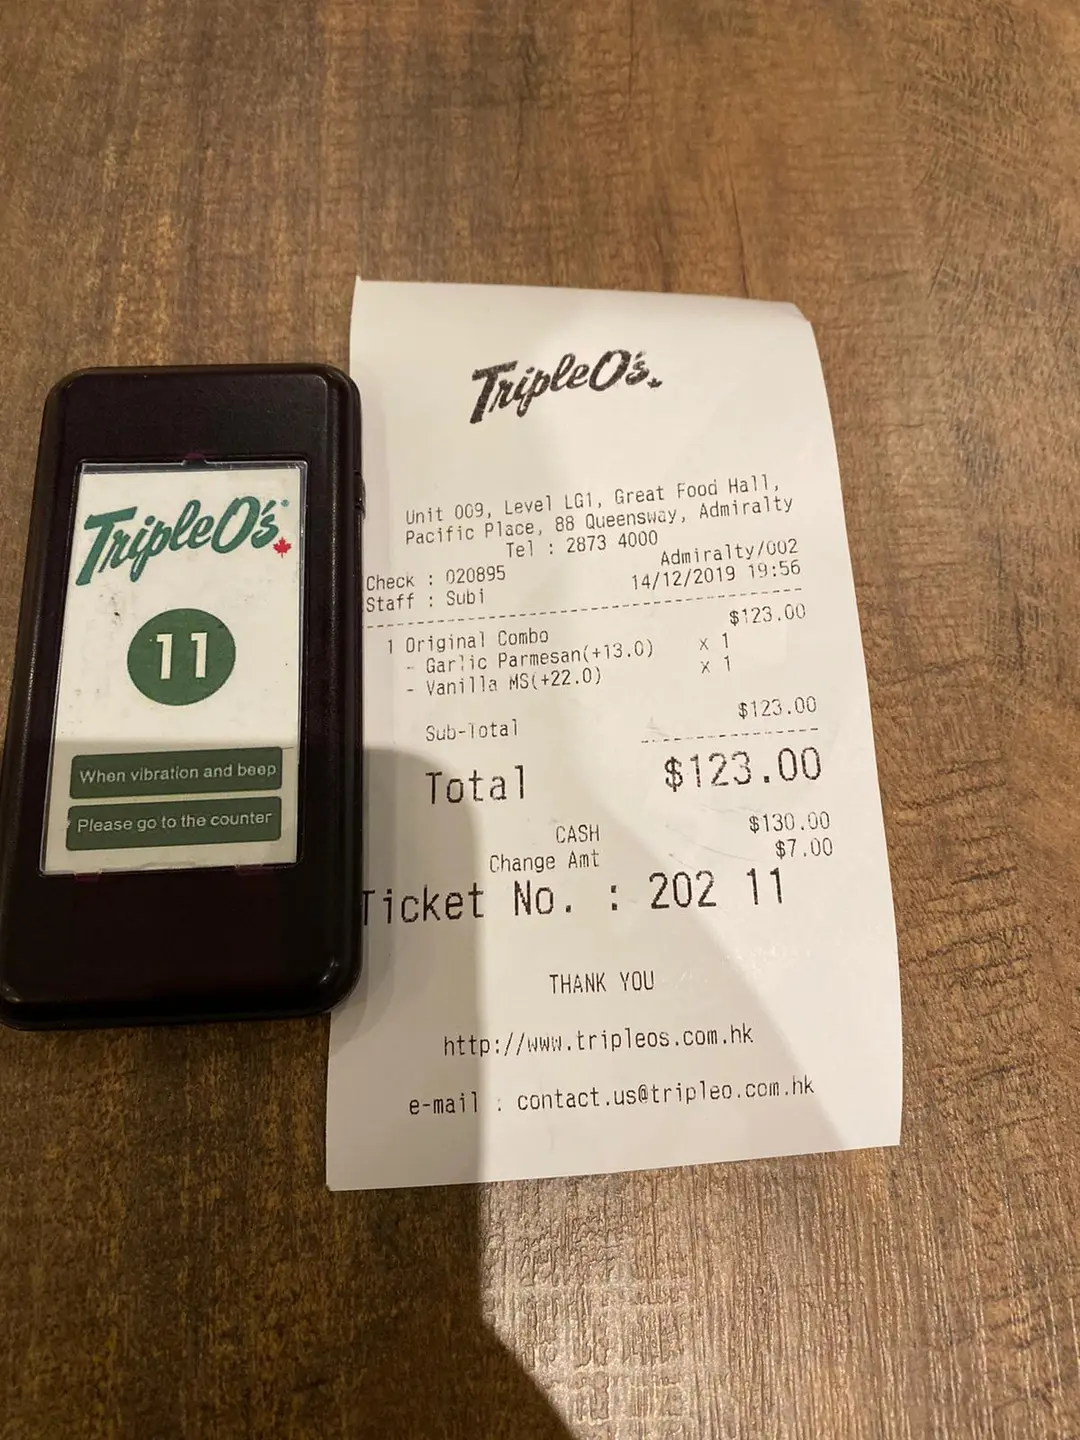 TripleO's
11
When vibration and beep
Please go to the counter
TripleO's
Unit 009, Level LG1, Great Food Hall,
Pacific Place, 88 Queensway, Admiralty
Tel : 2873 4000
Admiralty/002
Check : 020895
14/12/2019 19:56
Staff : Subi
$123.00
1 Original Combo
- Garlic Parmesan(+13.0) x 1
- Vanilla MS(+22.0) x 1
$123.00
Sub-Total
Total $123.00
CASH $130.00
Change Amt $7.00
Ticket No. : 202 11
THANK YOU
http://www.tripleos.com.hk
e-mail : contact.us@tripleo.com.hk